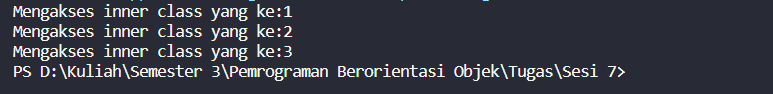 Mengakses inner class yang ke:1
Mengakses inner class yang ke:2
Mengakses inner class yang ke:3
PS D:\Kuliah\Semester 3\Pemrograman Berorientasi Objek\Tugas\Sesi 7>